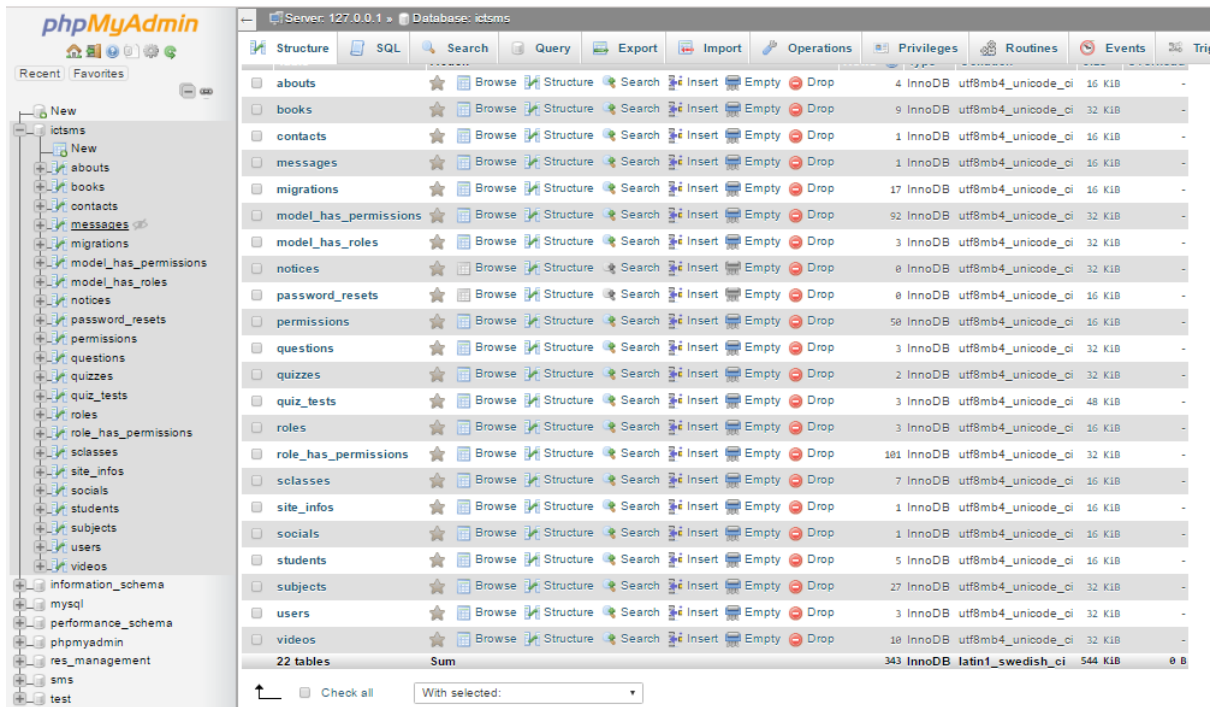 phpMyAdmin
Recent Favorites
New
ictsms
New
abouts
books
contacts
messages
migrations
model_has_permissions
model_has_roles
notices
password_resets
permissions
questions
quizzes
quiz_tests
roles
role_has_permissions
sclasses
site_infos
socials
students
subjects
users
videos
information_schema
mysql
performance_schema
phpmyadmin
res_management
sms
test
Server: 127.0.0.1 » Database: ictsms
Structure SQL Search Query Export Import Operations Privileges Routines Events Tri
abouts Browse Structure Search Insert Empty Drop 4 InnoDB utf8mb4_unicode_ci 16 KiB -
books Browse Structure Search Insert Empty Drop 9 InnoDB utf8mb4_unicode_ci 32 KiB -
contacts Browse Structure Search Insert Empty Drop 1 InnoDB utf8mb4_unicode_ci 16 KiB -
messages Browse Structure Search Insert Empty Drop 1 InnoDB utf8mb4_unicode_ci 16 KiB -
migrations Browse Structure Search Insert Empty Drop 17 InnoDB utf8mb4_unicode_ci 16 KiB -
model_has_permissions Browse Structure Search Insert Empty Drop 92 InnoDB utf8mb4_unicode_ci 32 KiB -
model_has_roles Browse Structure Search Insert Empty Drop 3 InnoDB utf8mb4_unicode_ci 32 KiB -
notices Browse Structure Search Insert Empty Drop 0 InnoDB utf8mb4_unicode_ci 32 KiB -
password_resets Browse Structure Search Insert Empty Drop 0 InnoDB utf8mb4_unicode_ci 16 KiB -
permissions Browse Structure Search Insert Empty Drop 50 InnoDB utf8mb4_unicode_ci 16 KiB -
questions Browse Structure Search Insert Empty Drop 3 InnoDB utf8mb4_unicode_ci 32 KiB -
quizzes Browse Structure Search Insert Empty Drop 2 InnoDB utf8mb4_unicode_ci 32 KiB -
quiz_tests Browse Structure Search Insert Empty Drop 3 InnoDB utf8mb4_unicode_ci 48 KiB -
roles Browse Structure Search Insert Empty Drop 3 InnoDB utf8mb4_unicode_ci 16 KiB -
role_has_permissions Browse Structure Search Insert Empty Drop 101 InnoDB utf8mb4_unicode_ci 32 KiB -
sclasses Browse Structure Search Insert Empty Drop 7 InnoDB utf8mb4_unicode_ci 16 KiB -
site_infos Browse Structure Search Insert Empty Drop 1 InnoDB utf8mb4_unicode_ci 16 KiB -
socials Browse Structure Search Insert Empty Drop 1 InnoDB utf8mb4_unicode_ci 16 KiB -
students Browse Structure Search Insert Empty Drop 5 InnoDB utf8mb4_unicode_ci 16 KiB -
subjects Browse Structure Search Insert Empty Drop 27 InnoDB utf8mb4_unicode_ci 32 KiB -
users Browse Structure Search Insert Empty Drop 3 InnoDB utf8mb4_unicode_ci 32 KiB -
videos Browse Structure Search Insert Empty Drop 10 InnoDB utf8mb4_unicode_ci 32 KiB -
22 tables Sum 343 InnoDB latin1_swedish_ci 544 KiB 0 B
Check all With selected: